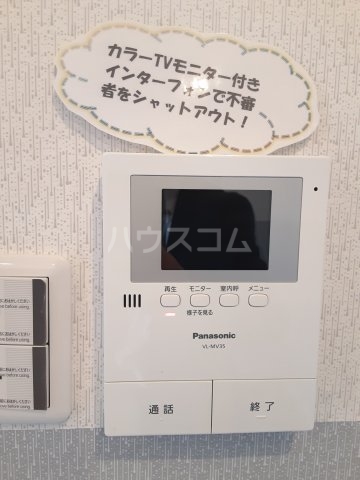 カラーTVモニター付き
インターフォンで不審
者をシャットアウト！
ハウスコム
再生 モニター 室内呼 メニュー
様子を見る
Panasonic
VL-MV35
通話 終了